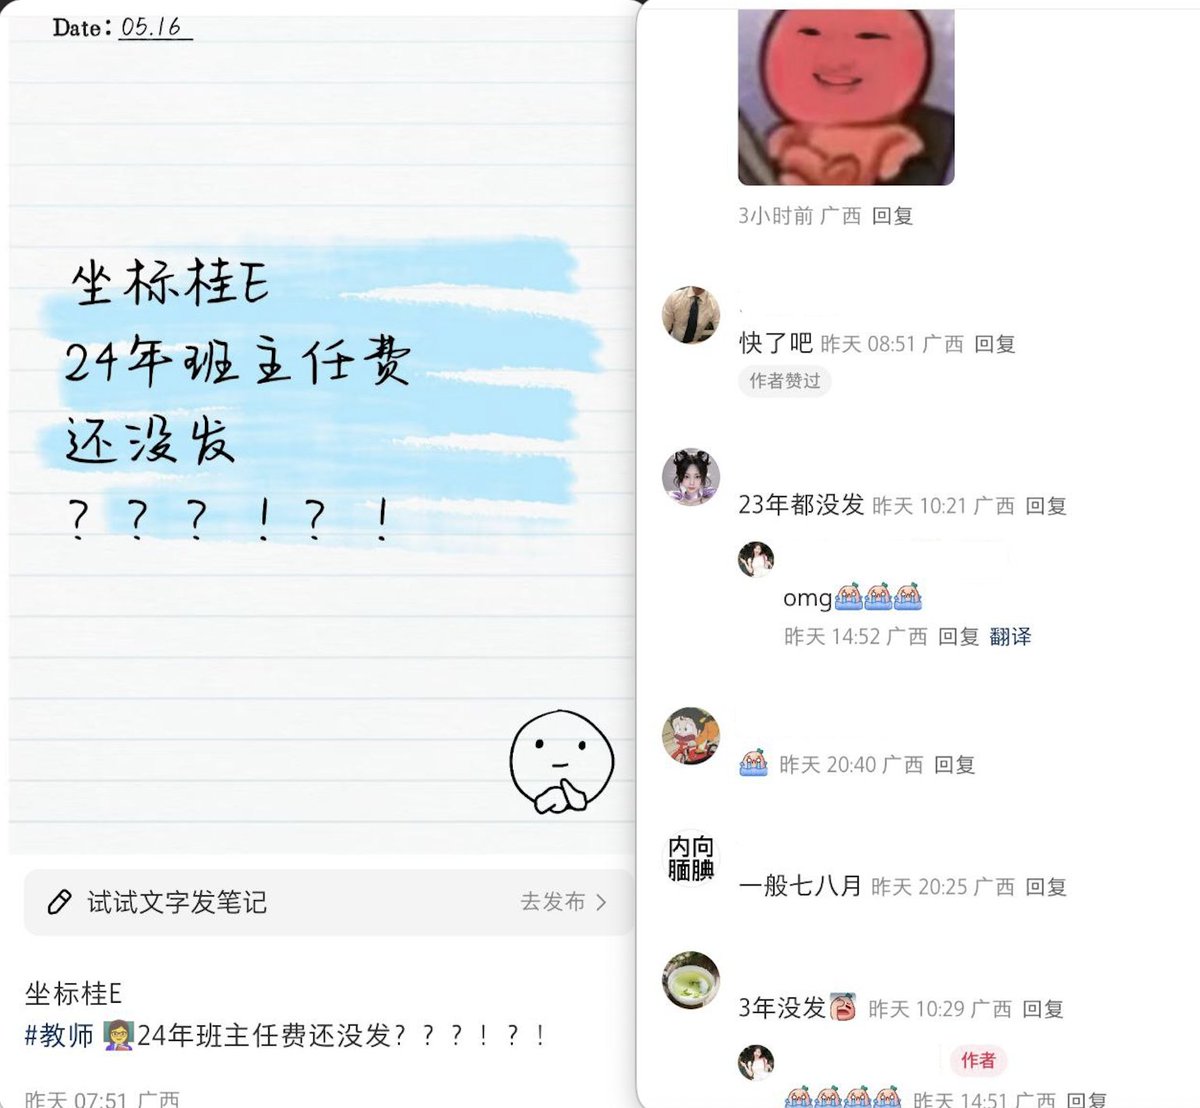 Date: 05.16
坐标桂E
24年班主任费
还没发
？？？！？！
试试文字发笔记
去发布
坐标桂E
#教师 24年班主任费还没发？？？！？！
昨天 07:51 广西
3小时前 广西 回复
快了吧 昨天 08:51 广西 回复
作者赞过
23年都没发 昨天 10:21 广西 回复
omg
昨天 14:52 广西 回复 翻译
昨天 20:40 广西 回复
内向
腼腆
一般七八月 昨天 20:25 广西 回复
3年没发 昨天 10:29 广西 回复
作者
昨天 14:51 广西 回复